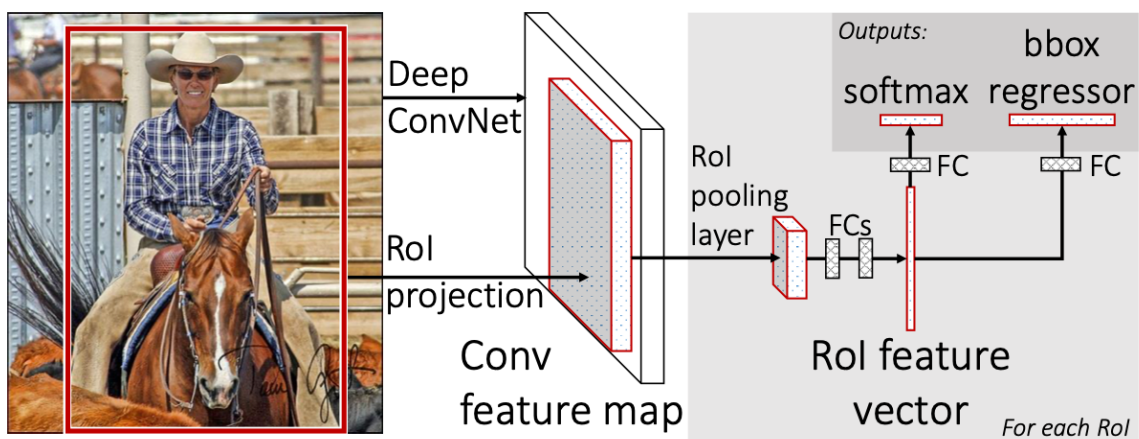 Deep
ConvNet
RoI
projection
Conv
feature map
RoI
pooling
layer
FCs
RoI feature
vector
Outputs:
softmax
bbox
regressor
FC
FC
For each RoI